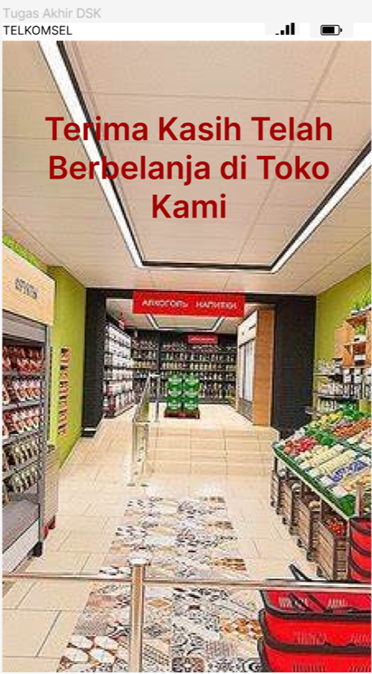 Tugas Akhir DSK
TELKOMSEL
Terima Kasih Telah
Berbelanja di Toko
Kami
АЛКОГОЛЬ НАПИТКИ